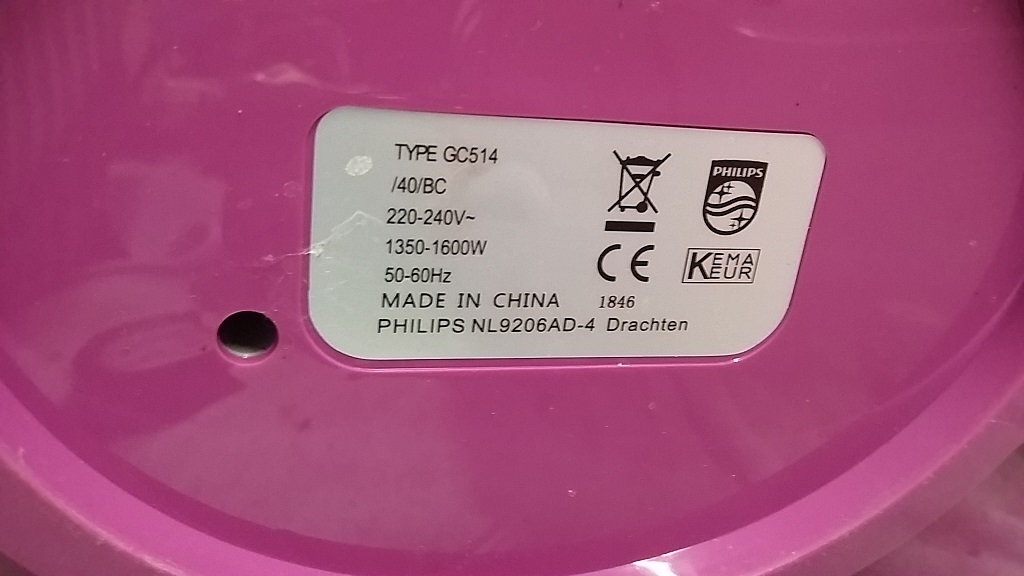 TYPE GC514
/40/BC
220-240V~
1350-1600W
50-60Hz
MADE IN CHINA 1846
PHILIPS NL9206AD-4 Drachten
PHILIPS
CE
KEMA
KEUR